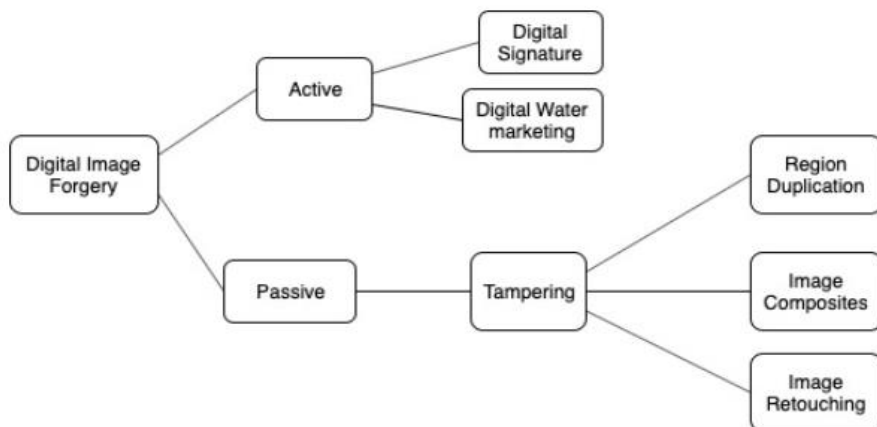 Digital
Signature
Active
Digital Water
marketing
Digital Image
Forgery
Region
Duplication
Passive
Tampering
Image
Composites
Image
Retouching